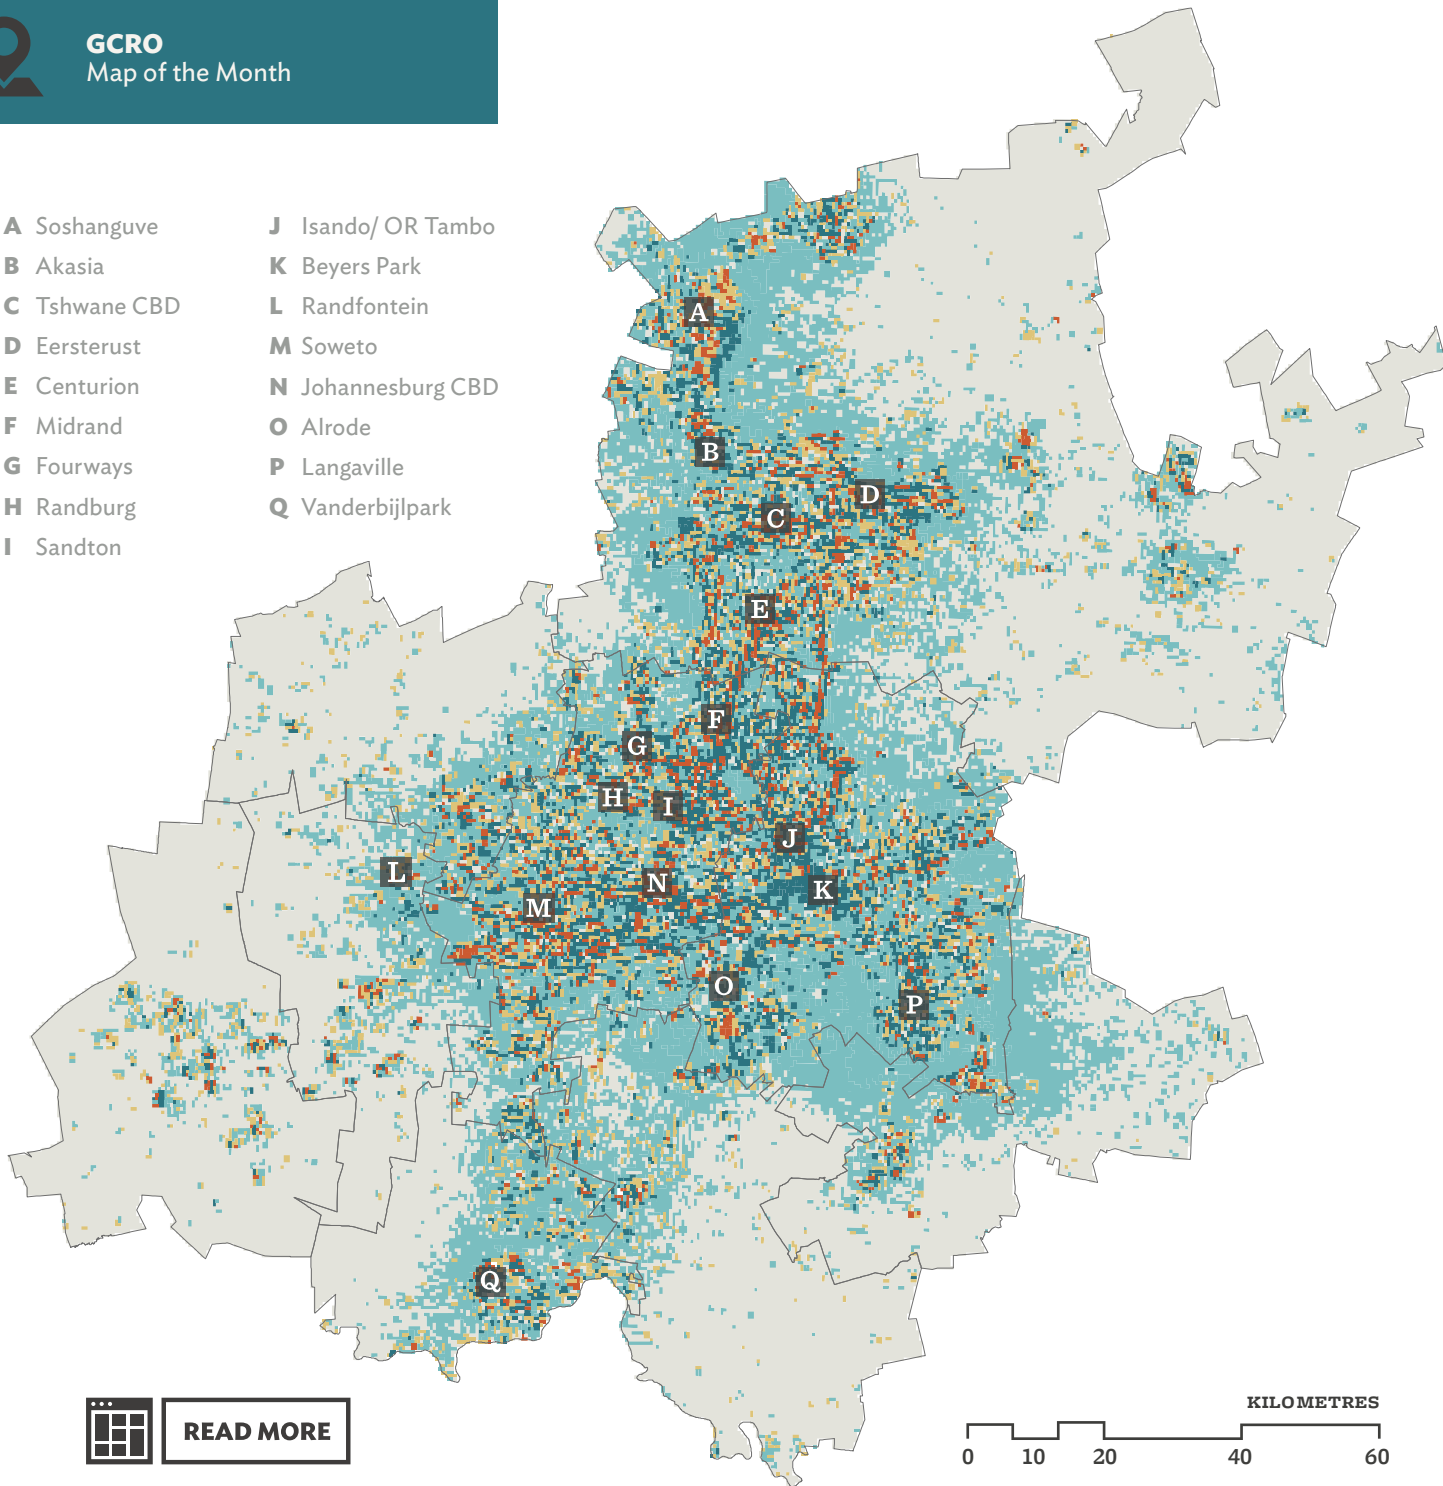 GCRO
Map of the Month
A Soshanguve
B Akasia
C Tshwane CBD
D Eersterust
E Centurion
F Midrand
G Fourways
H Randburg
I Sandton
J Isando/ OR Tambo
K Beyers Park
L Randfontein
M Soweto
N Johannesburg CBD
O Alrode
P Langaville
Q Vanderbijlpark
A
B
D
C
E
F
G
H
I
J
L
N
K
M
O
P
Q
READ MORE
KILOMETRES
0 10 20 40 60